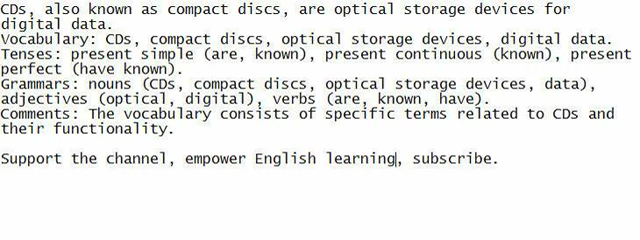 CDs, also known as compact discs, are optical storage devices for
digital data.
Vocabulary: CDs, compact discs, optical storage devices, digital data.
Tenses: present simple (are, known), present continuous (known), present
perfect (have known).
Grammars: nouns (CDs, compact discs, optical storage devices, data),
adjectives (optical, digital), verbs (are, known, have).
Comments: The vocabulary consists of specific terms related to CDs and
their functionality.
Support the channel, empower English learning, subscribe.